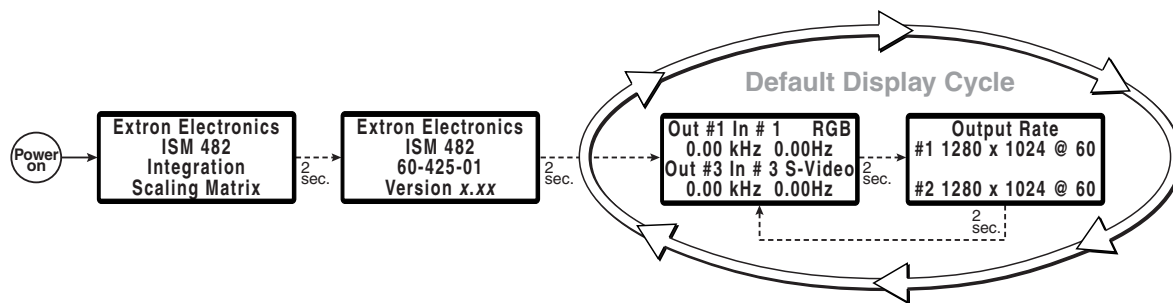 Default Display Cycle
Power
on
Extron Electronics
ISM 482
Integration
Scaling Matrix
2
sec.
Extron Electronics
ISM 482
60-425-01
Version x.xx
2
sec.
Out #1 In # 1 RGB
0.00 kHz 0.00Hz
Out #3 In # 3 S-Video
0.00 kHz 0.00Hz
2
sec.
Output Rate
#1 1280 x 1024 @ 60
#2 1280 x 1024 @ 60
2
sec.